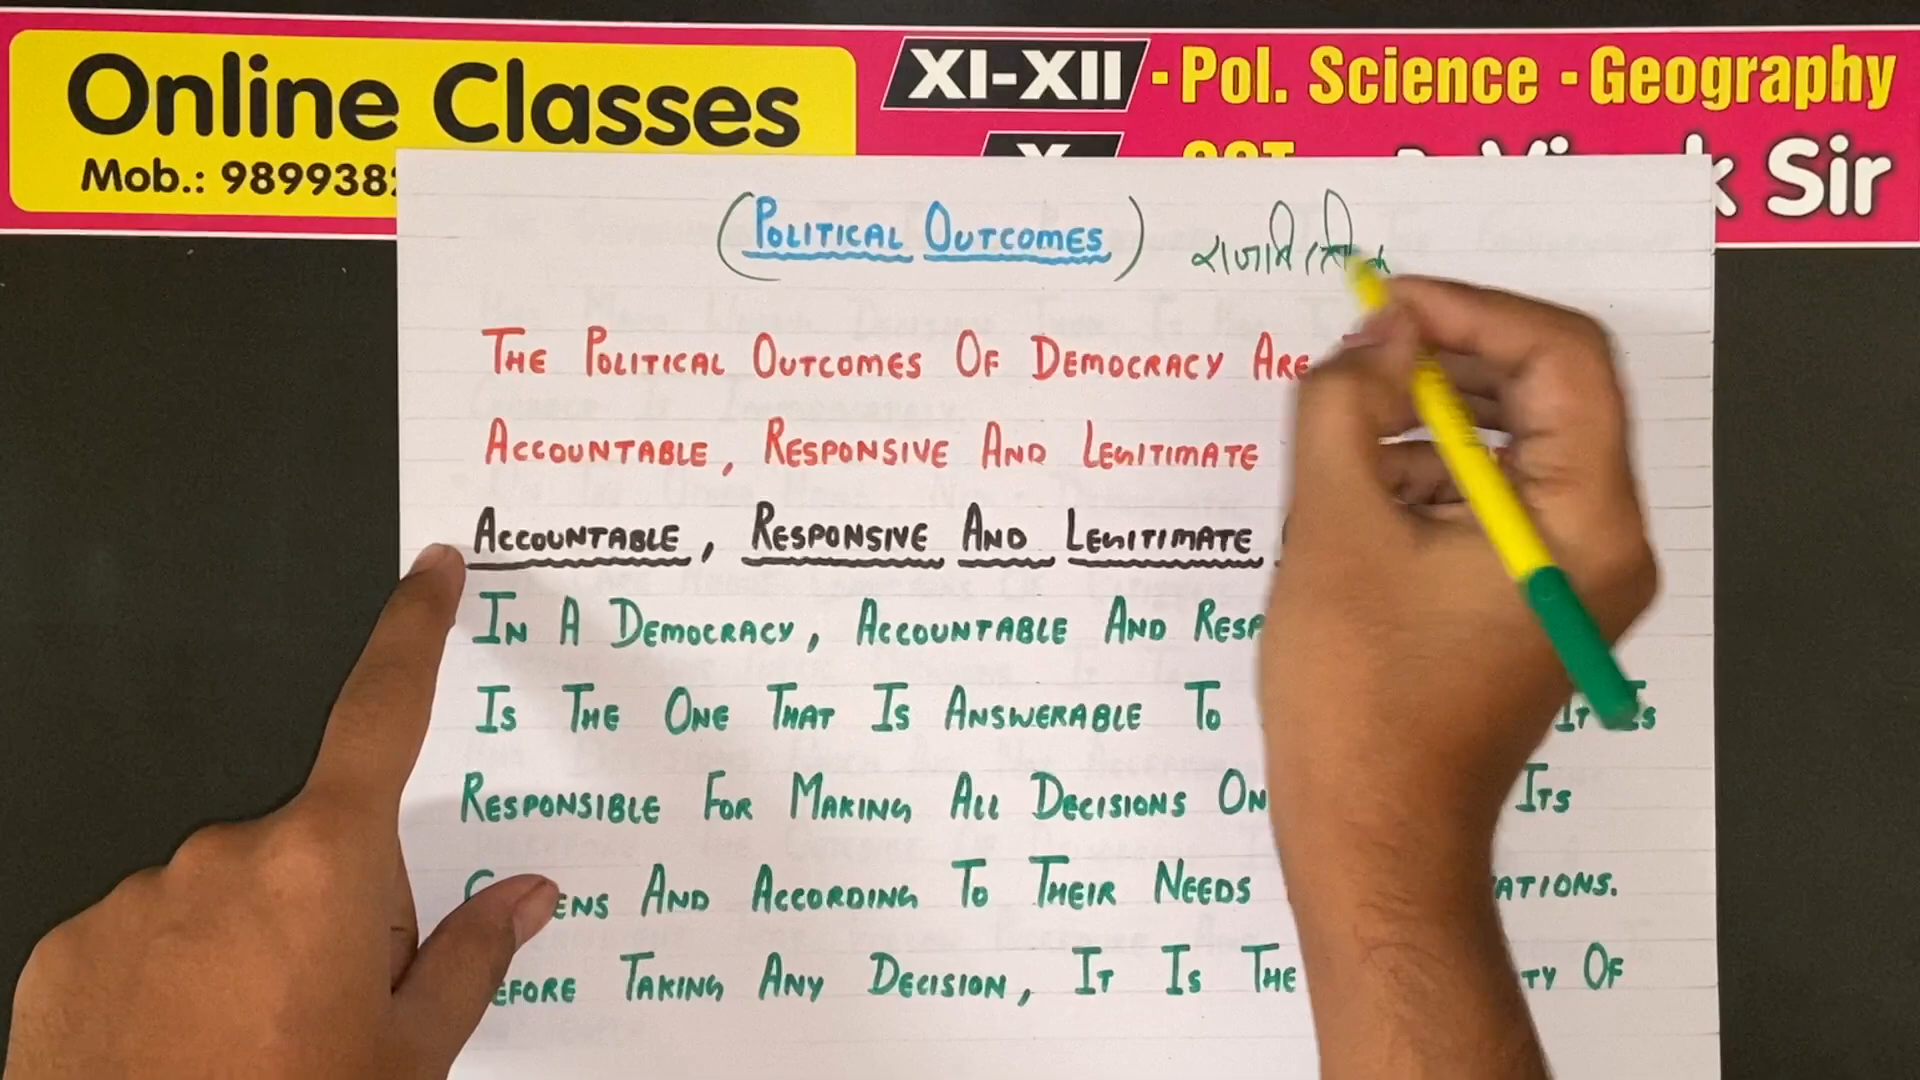 Online Classes
Mob.: 989938
XI-XII - Pol. Science - Geography
Sir
(POLITICAL OUTCOMES)
THE POLITICAL OUTCOMES OF DEMOCRACY ARE
ACCOUNTABLE, RESPONSIVE AND LEGITIMATE
ACCOUNTABLE, RESPONSIVE AND LEGITIMATE
IN A DEMOCRACY, ACCOUNTABLE AND RESP
IS THE ONE THAT IS ANSWERABLE TO IT IS
RESPONSIBLE FOR MAKING ALL DECISIONS ON ITS
ENS AND ACCORDING TO THEIR NEEDS ATIONS.
EFORE TAKING ANY DECISION, IT IS THE TY OF